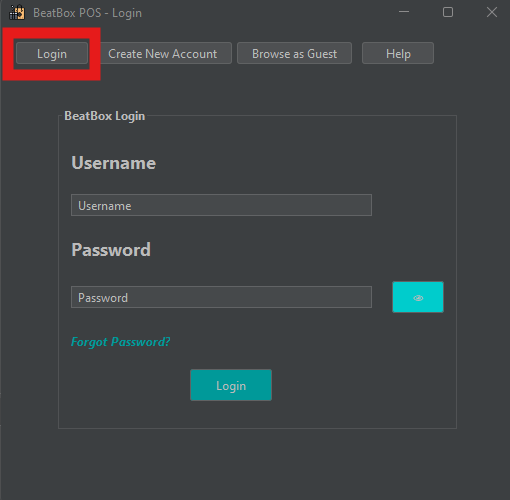 BeatBox POS - Login
Login Create New Account Browse as Guest Help
BeatBox Login
Username
Username
Password
Password
Forgot Password?
Login